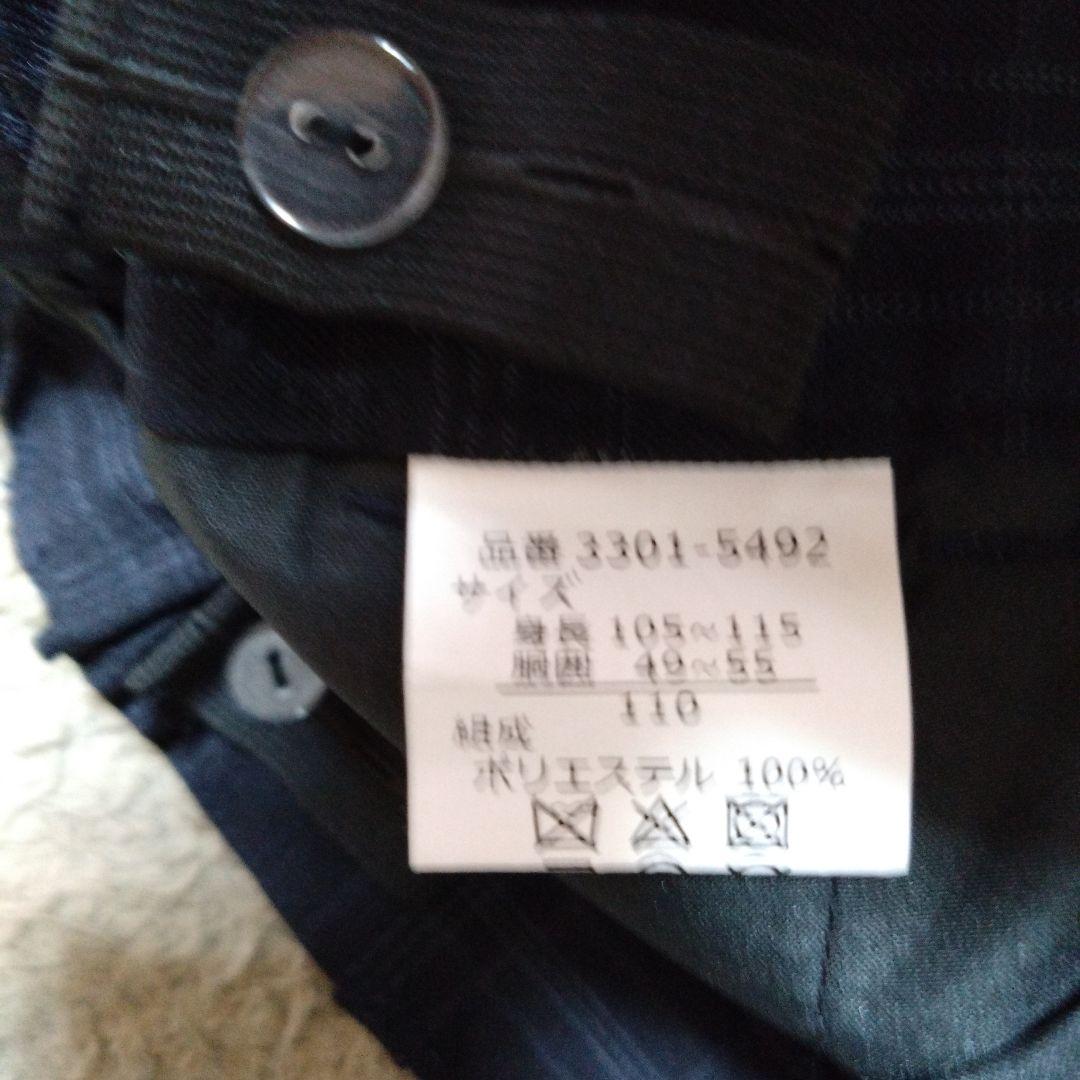 品番 3301-5492
サイズ
身長 105~115
胴囲 49~55
110
組成
ポリエステル 100%